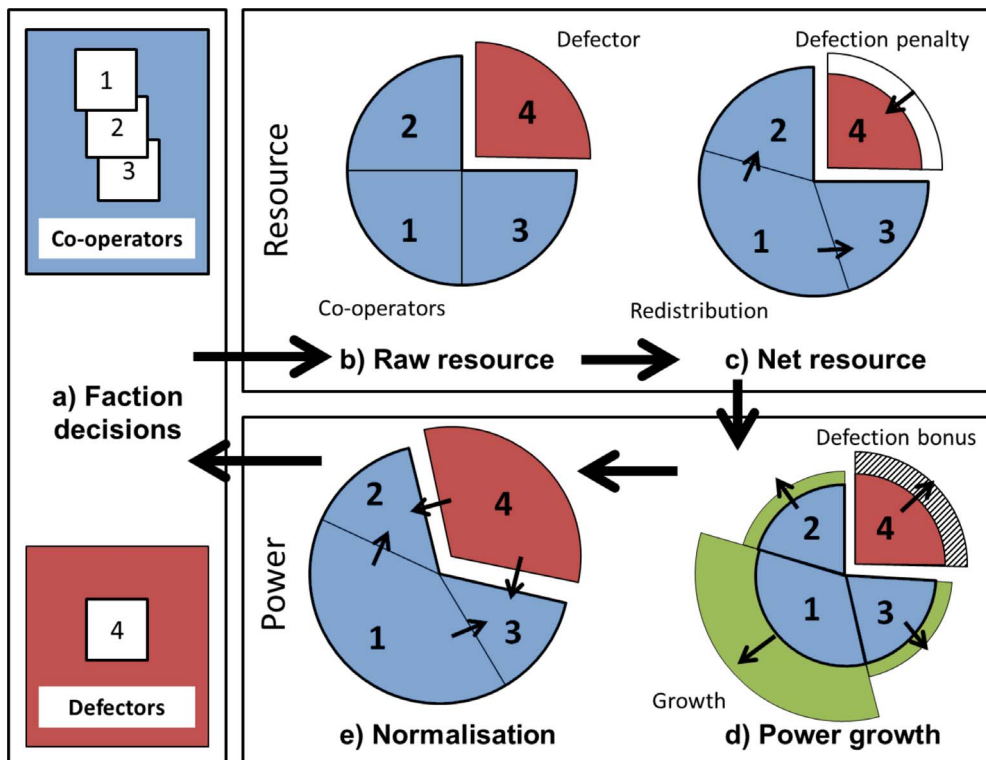 1
2
3
Co-operators
a) Faction
decisions
4
Defectors
Resource
Defector
2
4
1
3
Co-operators
b) Raw resource
Defection penalty
2
4
1
3
Redistribution
c) Net resource
Power
2
4
1
3
e) Normalisation
Defection bonus
2
4
1
3
Growth
d) Power growth